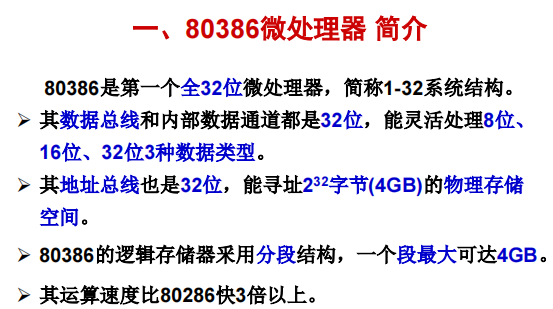 一、80386微处理器 简介
80386是第一个全32位微处理器，简称1-32系统结构。
➢ 其数据总线和内部数据通道都是32位，能灵活处理8位、
16位、32位3种数据类型。
➢ 其地址总线也是32位，能寻址2³²字节(4GB)的物理存储
空间。
➢ 80386的逻辑存储器采用分段结构，一个段最大可达4GB。
➢ 其运算速度比80286快3倍以上。